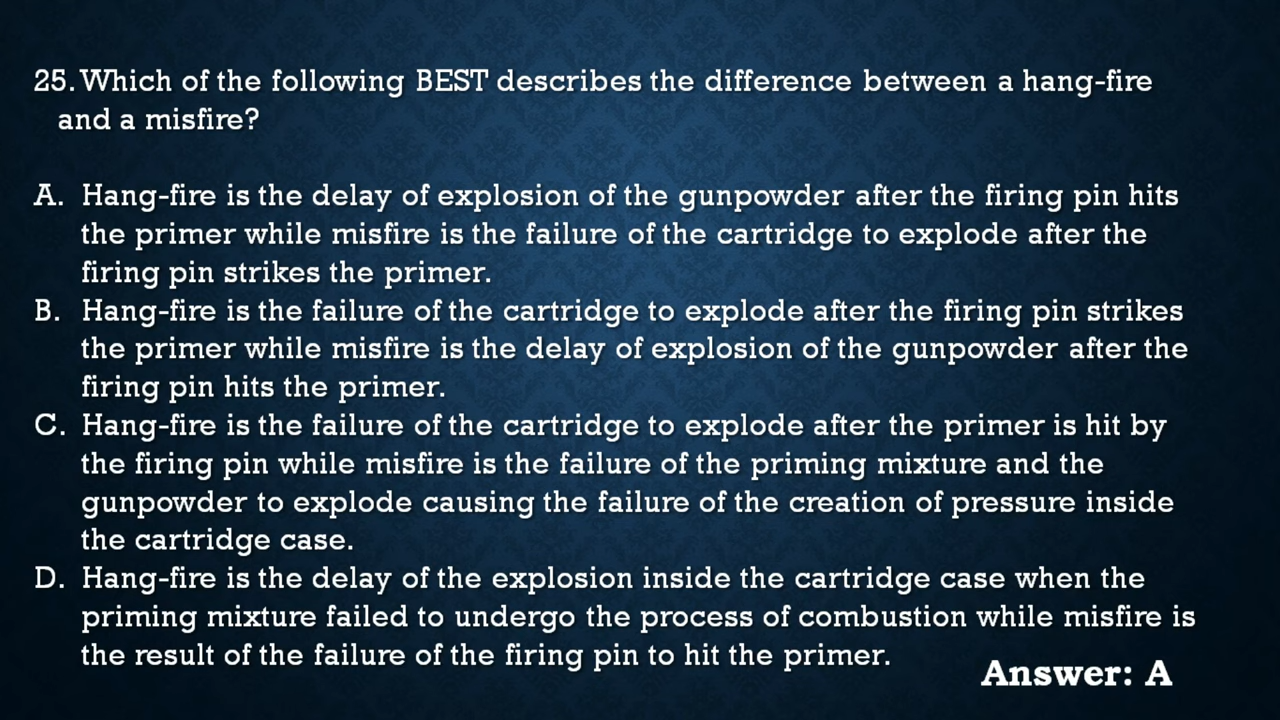 25. Which of the following BEST describes the difference between a hang-fire
and a misfire?
A. Hang-fire is the delay of explosion of the gunpowder after the firing pin hits
the primer while misfire is the failure of the cartridge to explode after the
firing pin strikes the primer.
B. Hang-fire is the failure of the cartridge to explode after the firing pin strikes
the primer while misfire is the delay of explosion of the gunpowder after the
firing pin hits the primer.
C. Hang-fire is the failure of the cartridge to explode after the primer is hit by
the firing pin while misfire is the failure of the priming mixture and the
gunpowder to explode causing the failure of the creation of pressure inside
the cartridge case.
D. Hang-fire is the delay of the explosion inside the cartridge case when the
priming mixture failed to undergo the process of combustion while misfire is
the result of the failure of the firing pin to hit the primer.
Answer: A